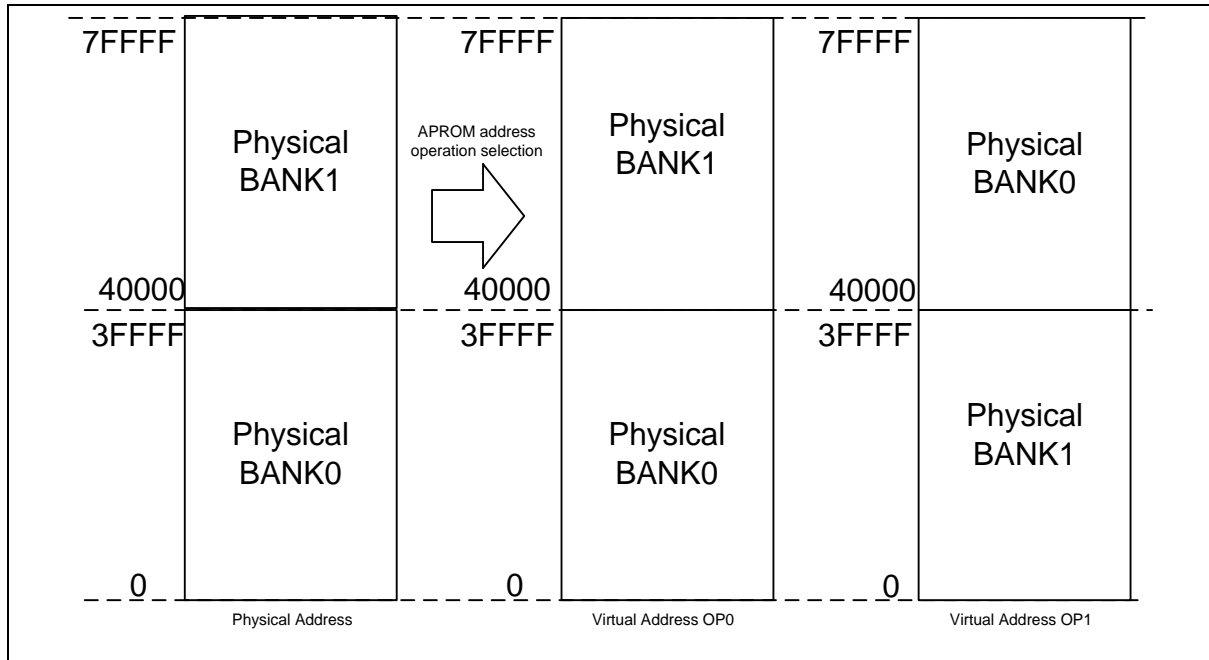 7FFFF
7FFFF
7FFFF
Physical
BANK1
APROM address
operation selection
Physical
BANK1
Physical
BANK0
40000
40000
40000
3FFFF
3FFFF
3FFFF
Physical
BANK0
Physical
BANK0
Physical
BANK1
0
0
0
Physical Address
Virtual Address OP0
Virtual Address OP1